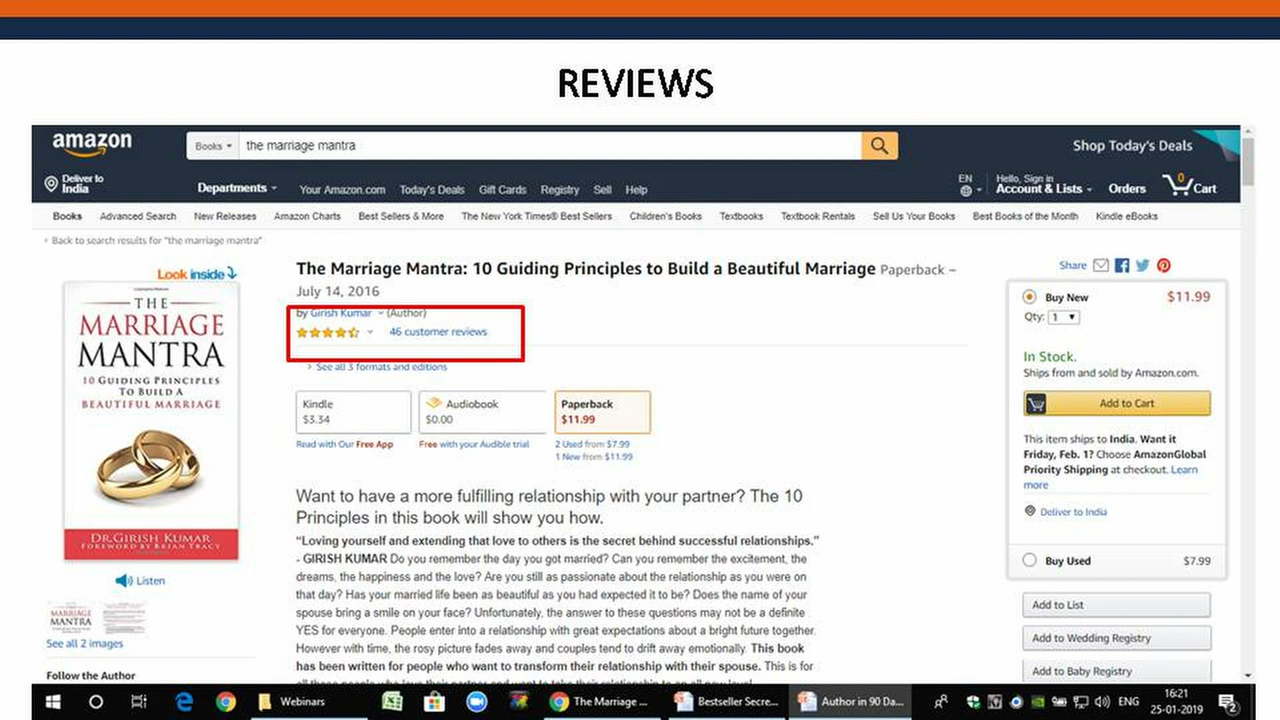 REVIEWS
amazon
Books
the marriage mantra
Shop Today's Deals
Deliver to
India
Departments
Your Amazon.com Today's Deals Gift Cards Registry Sell Help
EN
Hello, Sign in
Account & Lists
Orders
0
Cart
Books Advanced Search New Releases Amazon Charts Best Sellers & More The New York Times® Best Sellers Children's Books Textbooks Textbook Rentals Sell Us Your Books Best Books of the Month Kindle eBooks
‹ Back to search results for "the marriage mantra"
Look inside
THE
MARRIAGE
MANTRA
10 GUIDING PRINCIPLES
TO BUILD A
BEAUTIFUL MARRIAGE
DR.GIRISH KUMAR
FOREWORD BY BRIAN TRACY
Listen
See all 2 images
Follow the Author
The Marriage Mantra: 10 Guiding Principles to Build a Beautiful Marriage Paperback –
July 14, 2016
by Girish Kumar (Author)
46 customer reviews
› See all 3 formats and editions
Kindle
$3.34
Read with Our Free App
Audiobook
$0.00
Free with your Audible trial
Paperback
$11.99
2 Used from $7.99
1 New from $11.99
Want to have a more fulfilling relationship with your partner? The 10
Principles in this book will show you how.
“Loving yourself and extending that love to others is the secret behind successful relationships.”
- GIRISH KUMAR Do you remember the day you got married? Can you remember the excitement, the
dreams, the happiness and the love? Are you still as passionate about the relationship as you were on
that day? Has your married life been as beautiful as you had expected it to be? Does the name of your
spouse bring a smile on your face? Unfortunately, the answer to these questions may not be a definite
YES for everyone. People enter into a relationship with great expectations about a bright future together.
However with time, the rosy picture fades away and couples tend to drift away emotionally. This book
has been written for people who want to transform their relationship with their spouse. This is for
Share
Buy New
$11.99
Qty: 1
In Stock.
Ships from and sold by Amazon.com.
Add to Cart
This item ships to India. Want it
Friday, Feb. 1? Choose AmazonGlobal
Priority Shipping at checkout. Learn
more
Deliver to India
Buy Used
$7.99
Add to List
Add to Wedding Registry
Add to Baby Registry
Webinars
The Marriage ...
Bestseller Secre...
Author in 90 Da...
ENG
16:21
25-01-2019
2